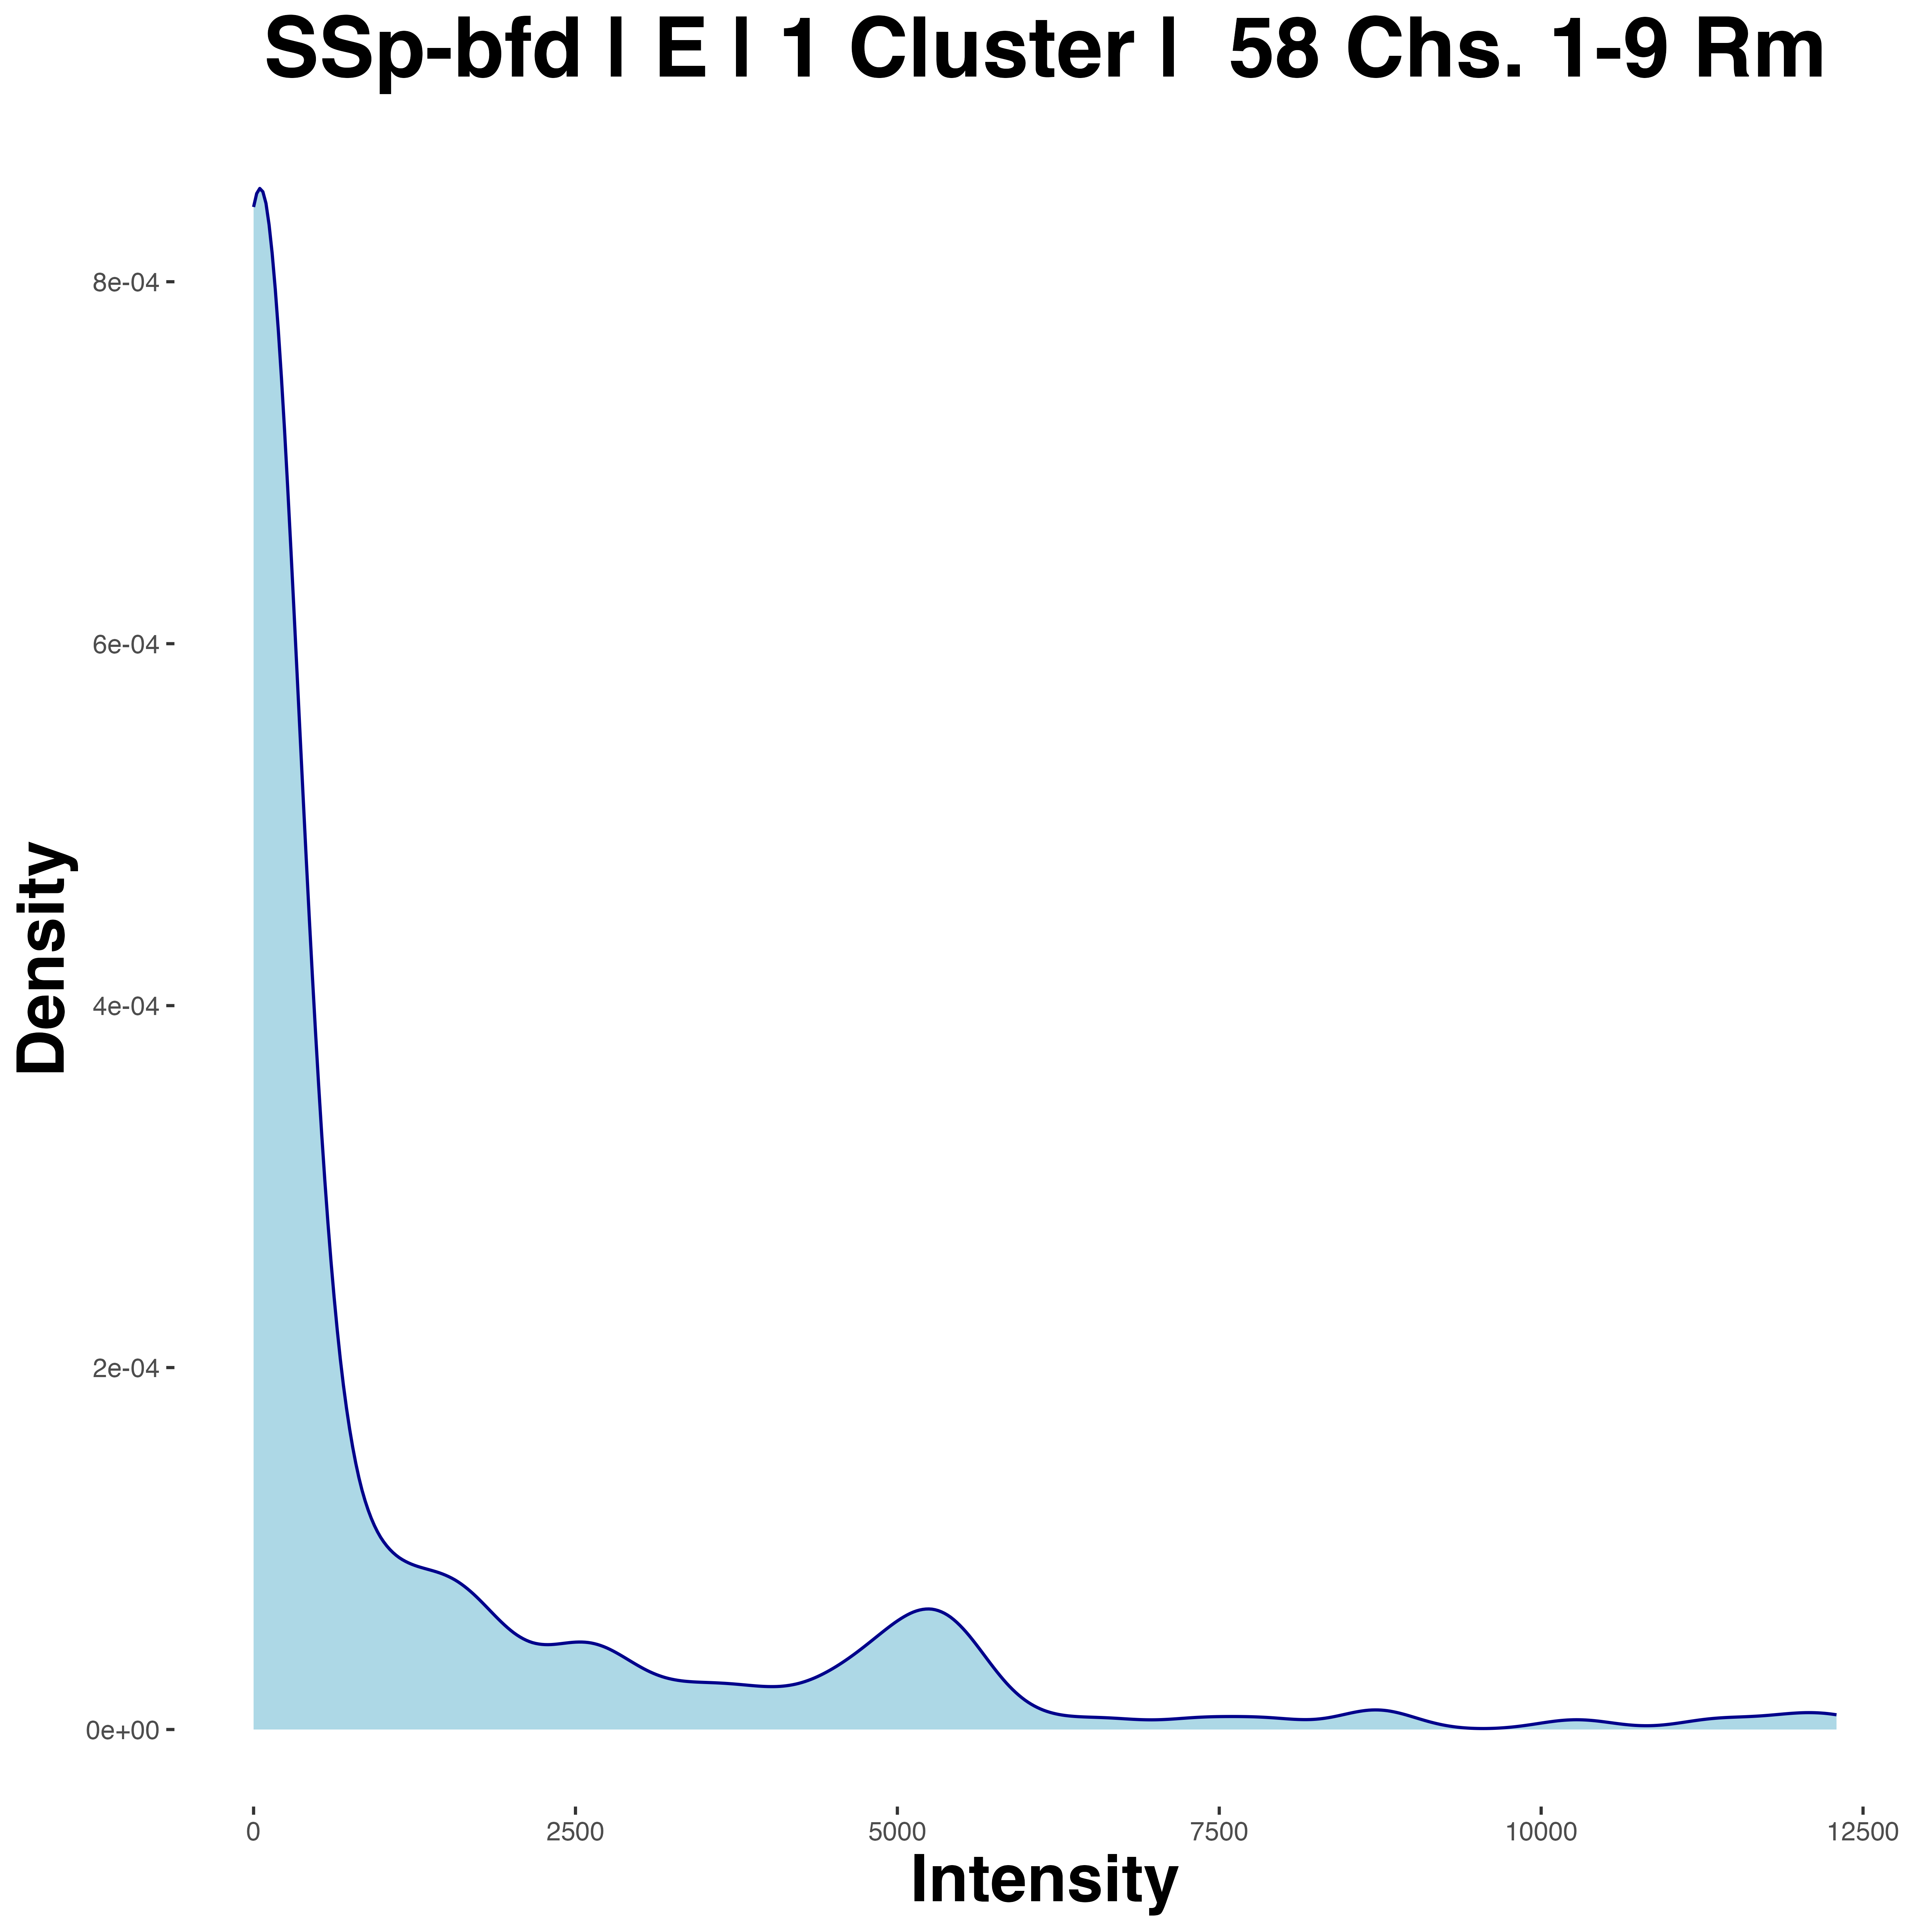 SSp-bfd | E | 1 Cluster |  58 Chs. 1-9 Rm
8e-04
6e-04
4e-04
2e-04
0e+00
Density
0 2500 5000 7500 10000 12500
Intensity